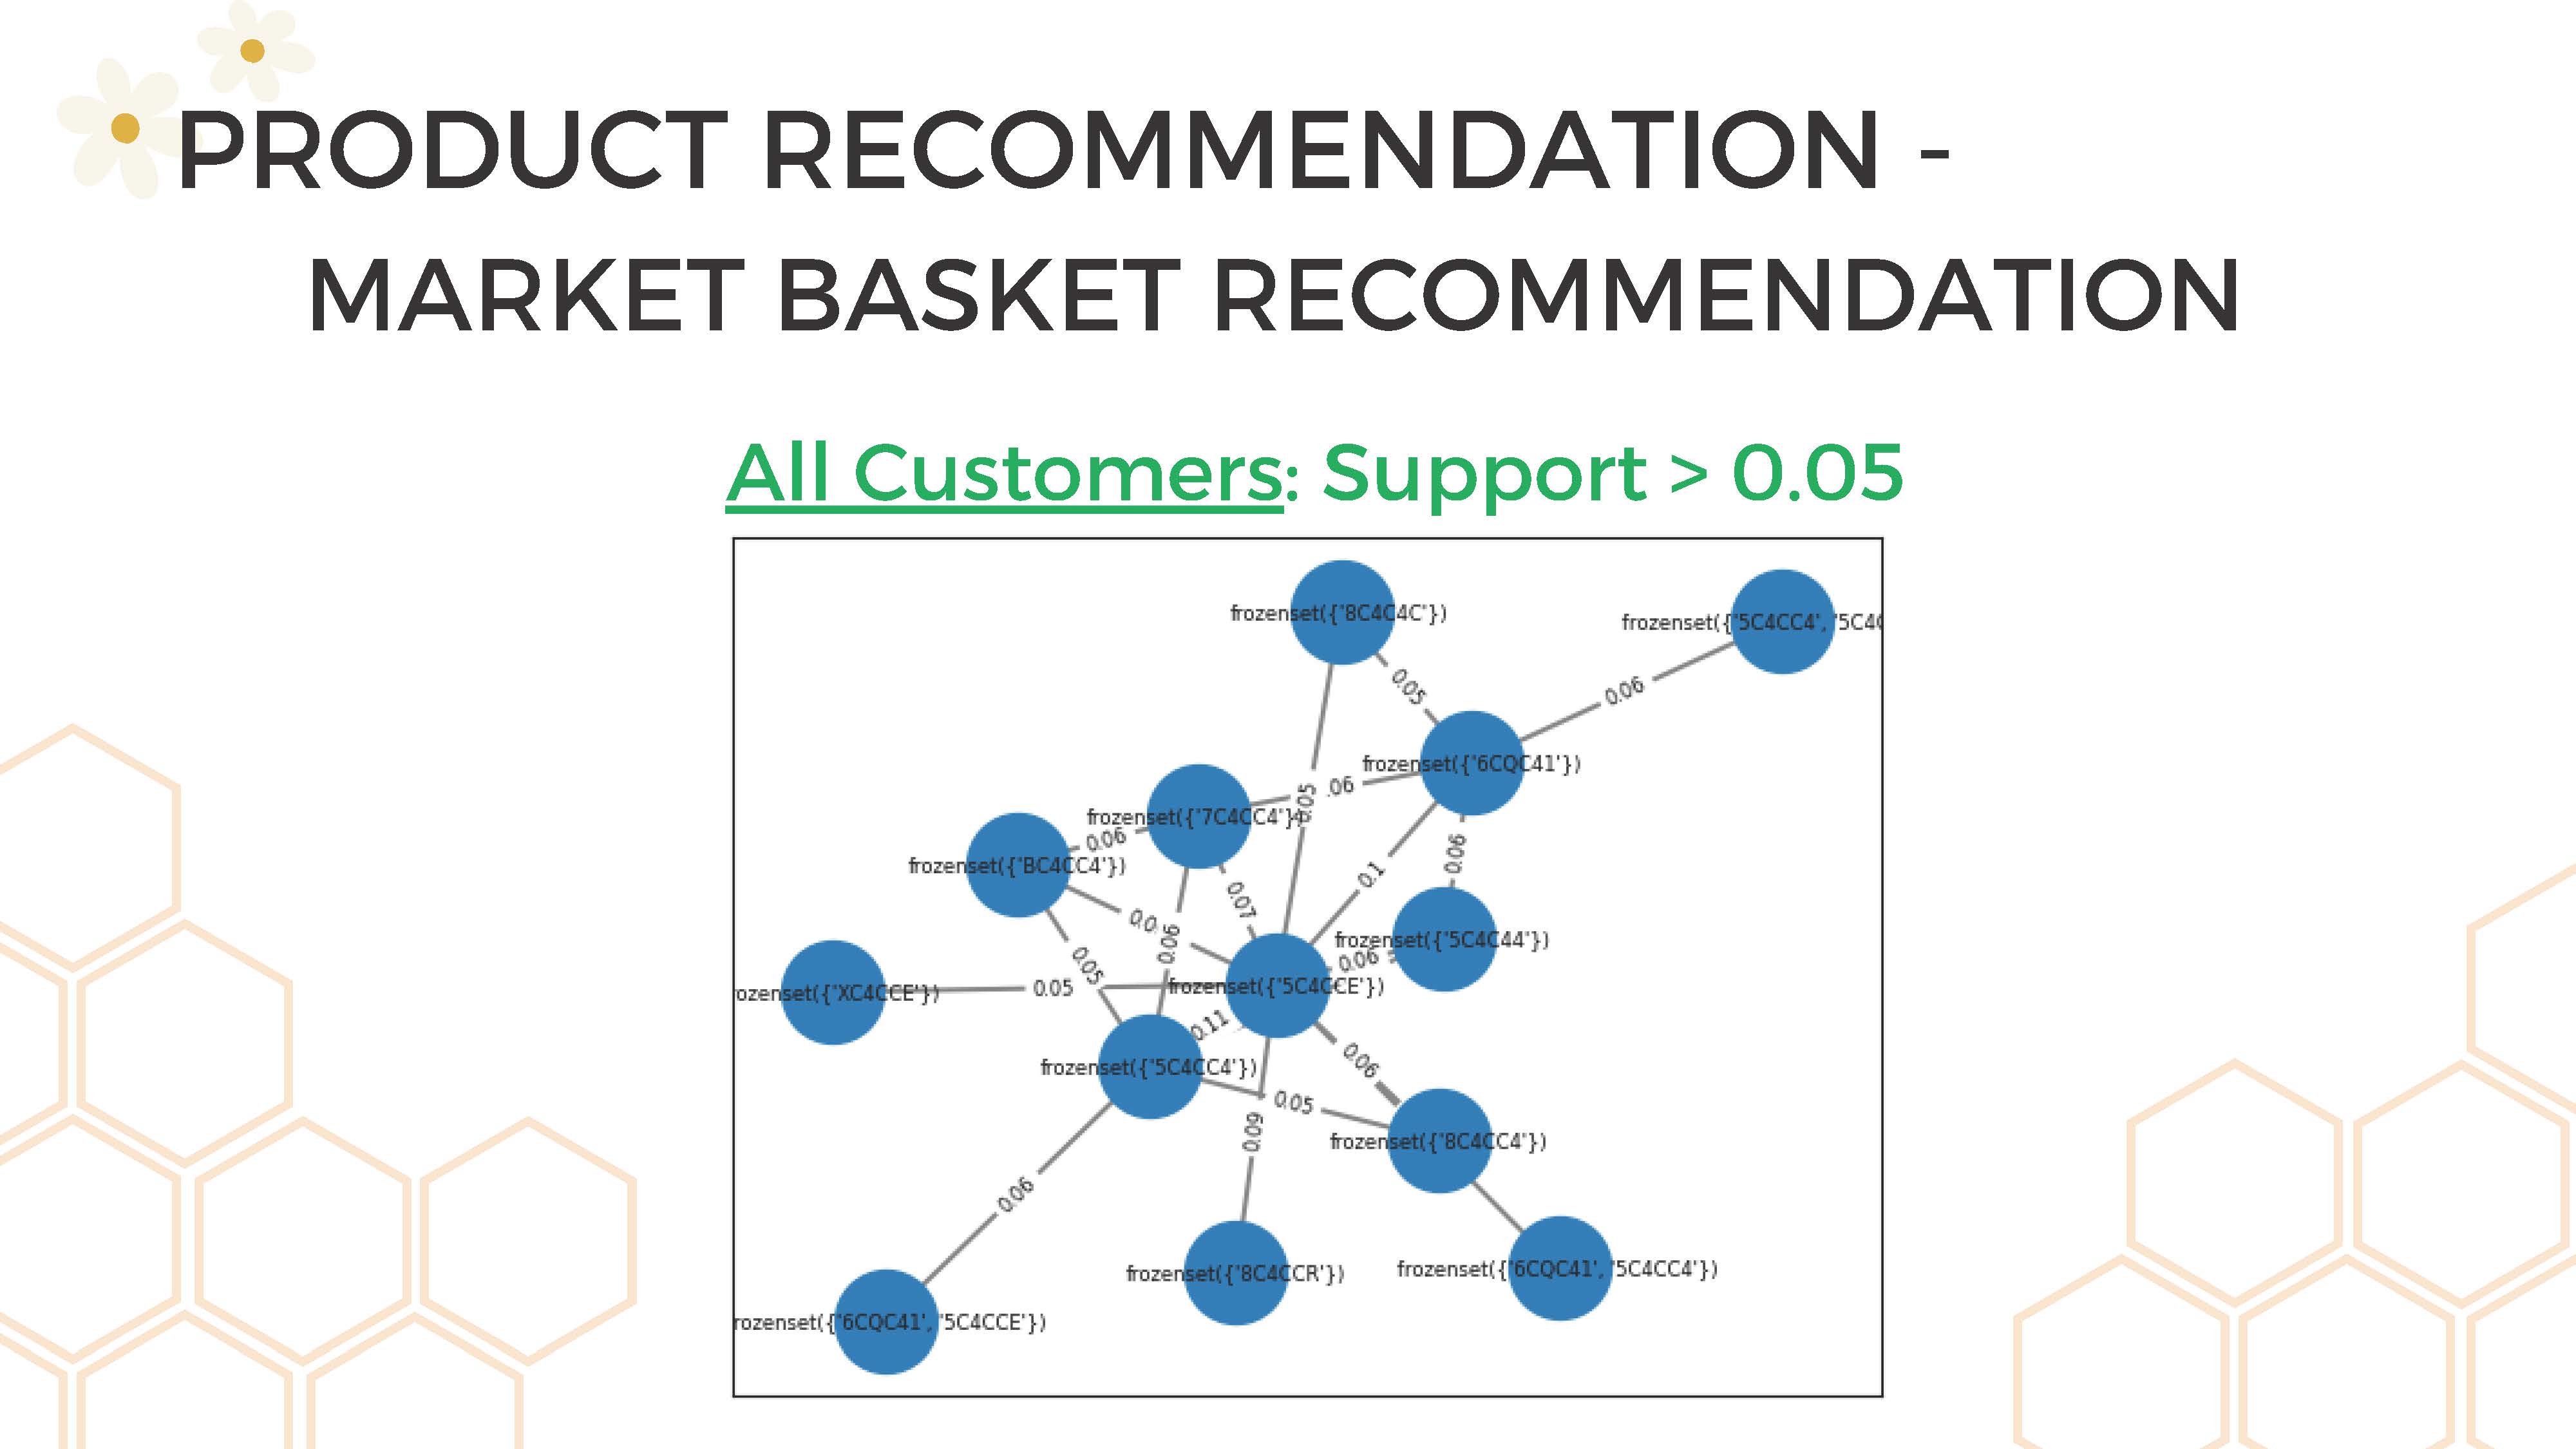 PRODUCT RECOMMENDATION -
MARKET BASKET RECOMMENDATION
All Customers: Support > 0.05
frozenset({'8C4C4C'})
frozenset({'5C4CC4', '5C4C
0.05
0.06
frozenset({'6CQC41'})
.06
0.05
frozenset({'7C4CC4'})
0.06
0.06
frozenset({'BC4CC4'})
0.1
0.07
0.0
frozenset({'5C4C44'})
0.06
0.06
0.05
frozenset({'5C4CCE'})
0.05
rozenset({'XC4CCE'})
0.11
0.06
frozenset({'5C4CC4'})
0.05
0.09
frozenset({'8C4CC4'})
0.06
frozenset({'8C4CCR'})
frozenset({'6CQC41', '5C4CC4'})
rozenset({'6CQC41', '5C4CCE'})